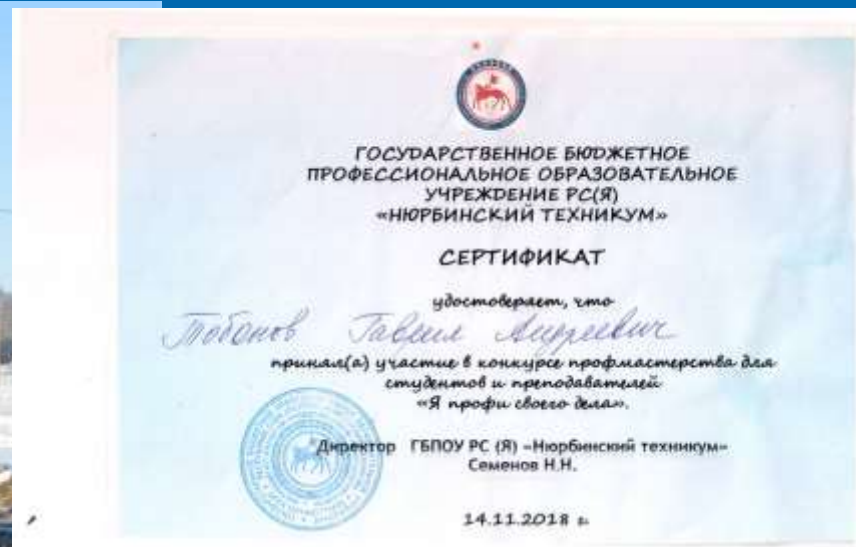 ГОСУДАРСТВЕННОЕ БЮДЖЕТНОЕ
ПРОФЕССИОНАЛЬНОЕ ОБРАЗОВАТЕЛЬНОЕ
УЧРЕЖДЕНИЕ РС(Я)
«НЮРБИНСКИЙ ТЕХНИКУМ»
СЕРТИФИКАТ
удостоверяет, что
Тобонов Гавеил Андреевич
принял(а) участие в конкурсе профмастерства для
студентов и преподавателей
«Я профи своего дела».
Директор ГБПОУ РС (Я) «Нюрбинский техникум»
Семенов Н.Н.
14.11.2018 г.